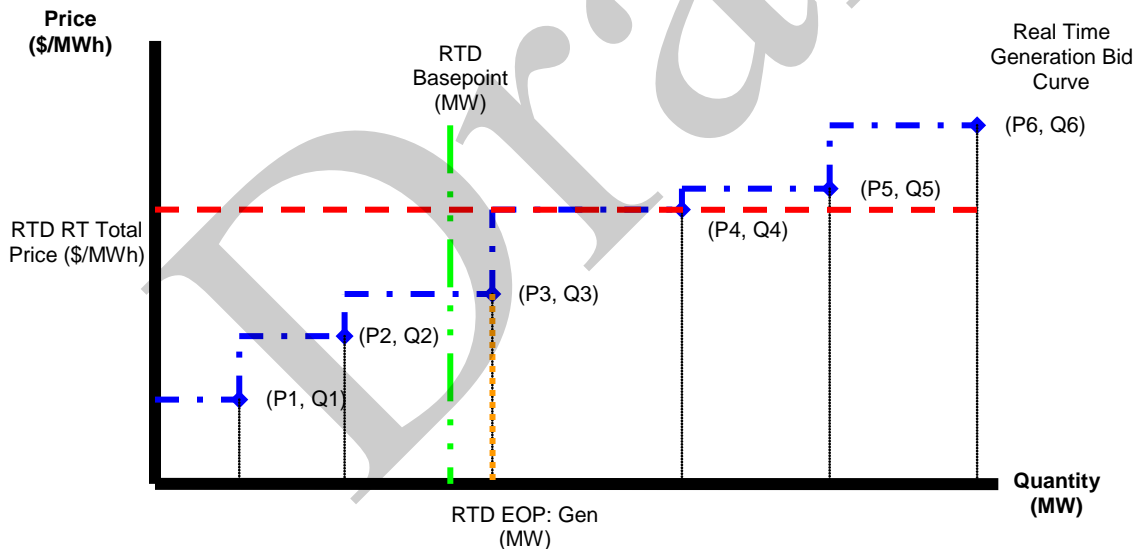 Price
($/MWh)
RTD
Basepoint
(MW)
Real Time
Generation Bid
Curve
(P6, Q6)
(P5, Q5)
RTD RT Total
Price ($/MWh)
(P4, Q4)
(P3, Q3)
(P2, Q2)
(P1, Q1)
Quantity
(MW)
RTD EOP: Gen
(MW)